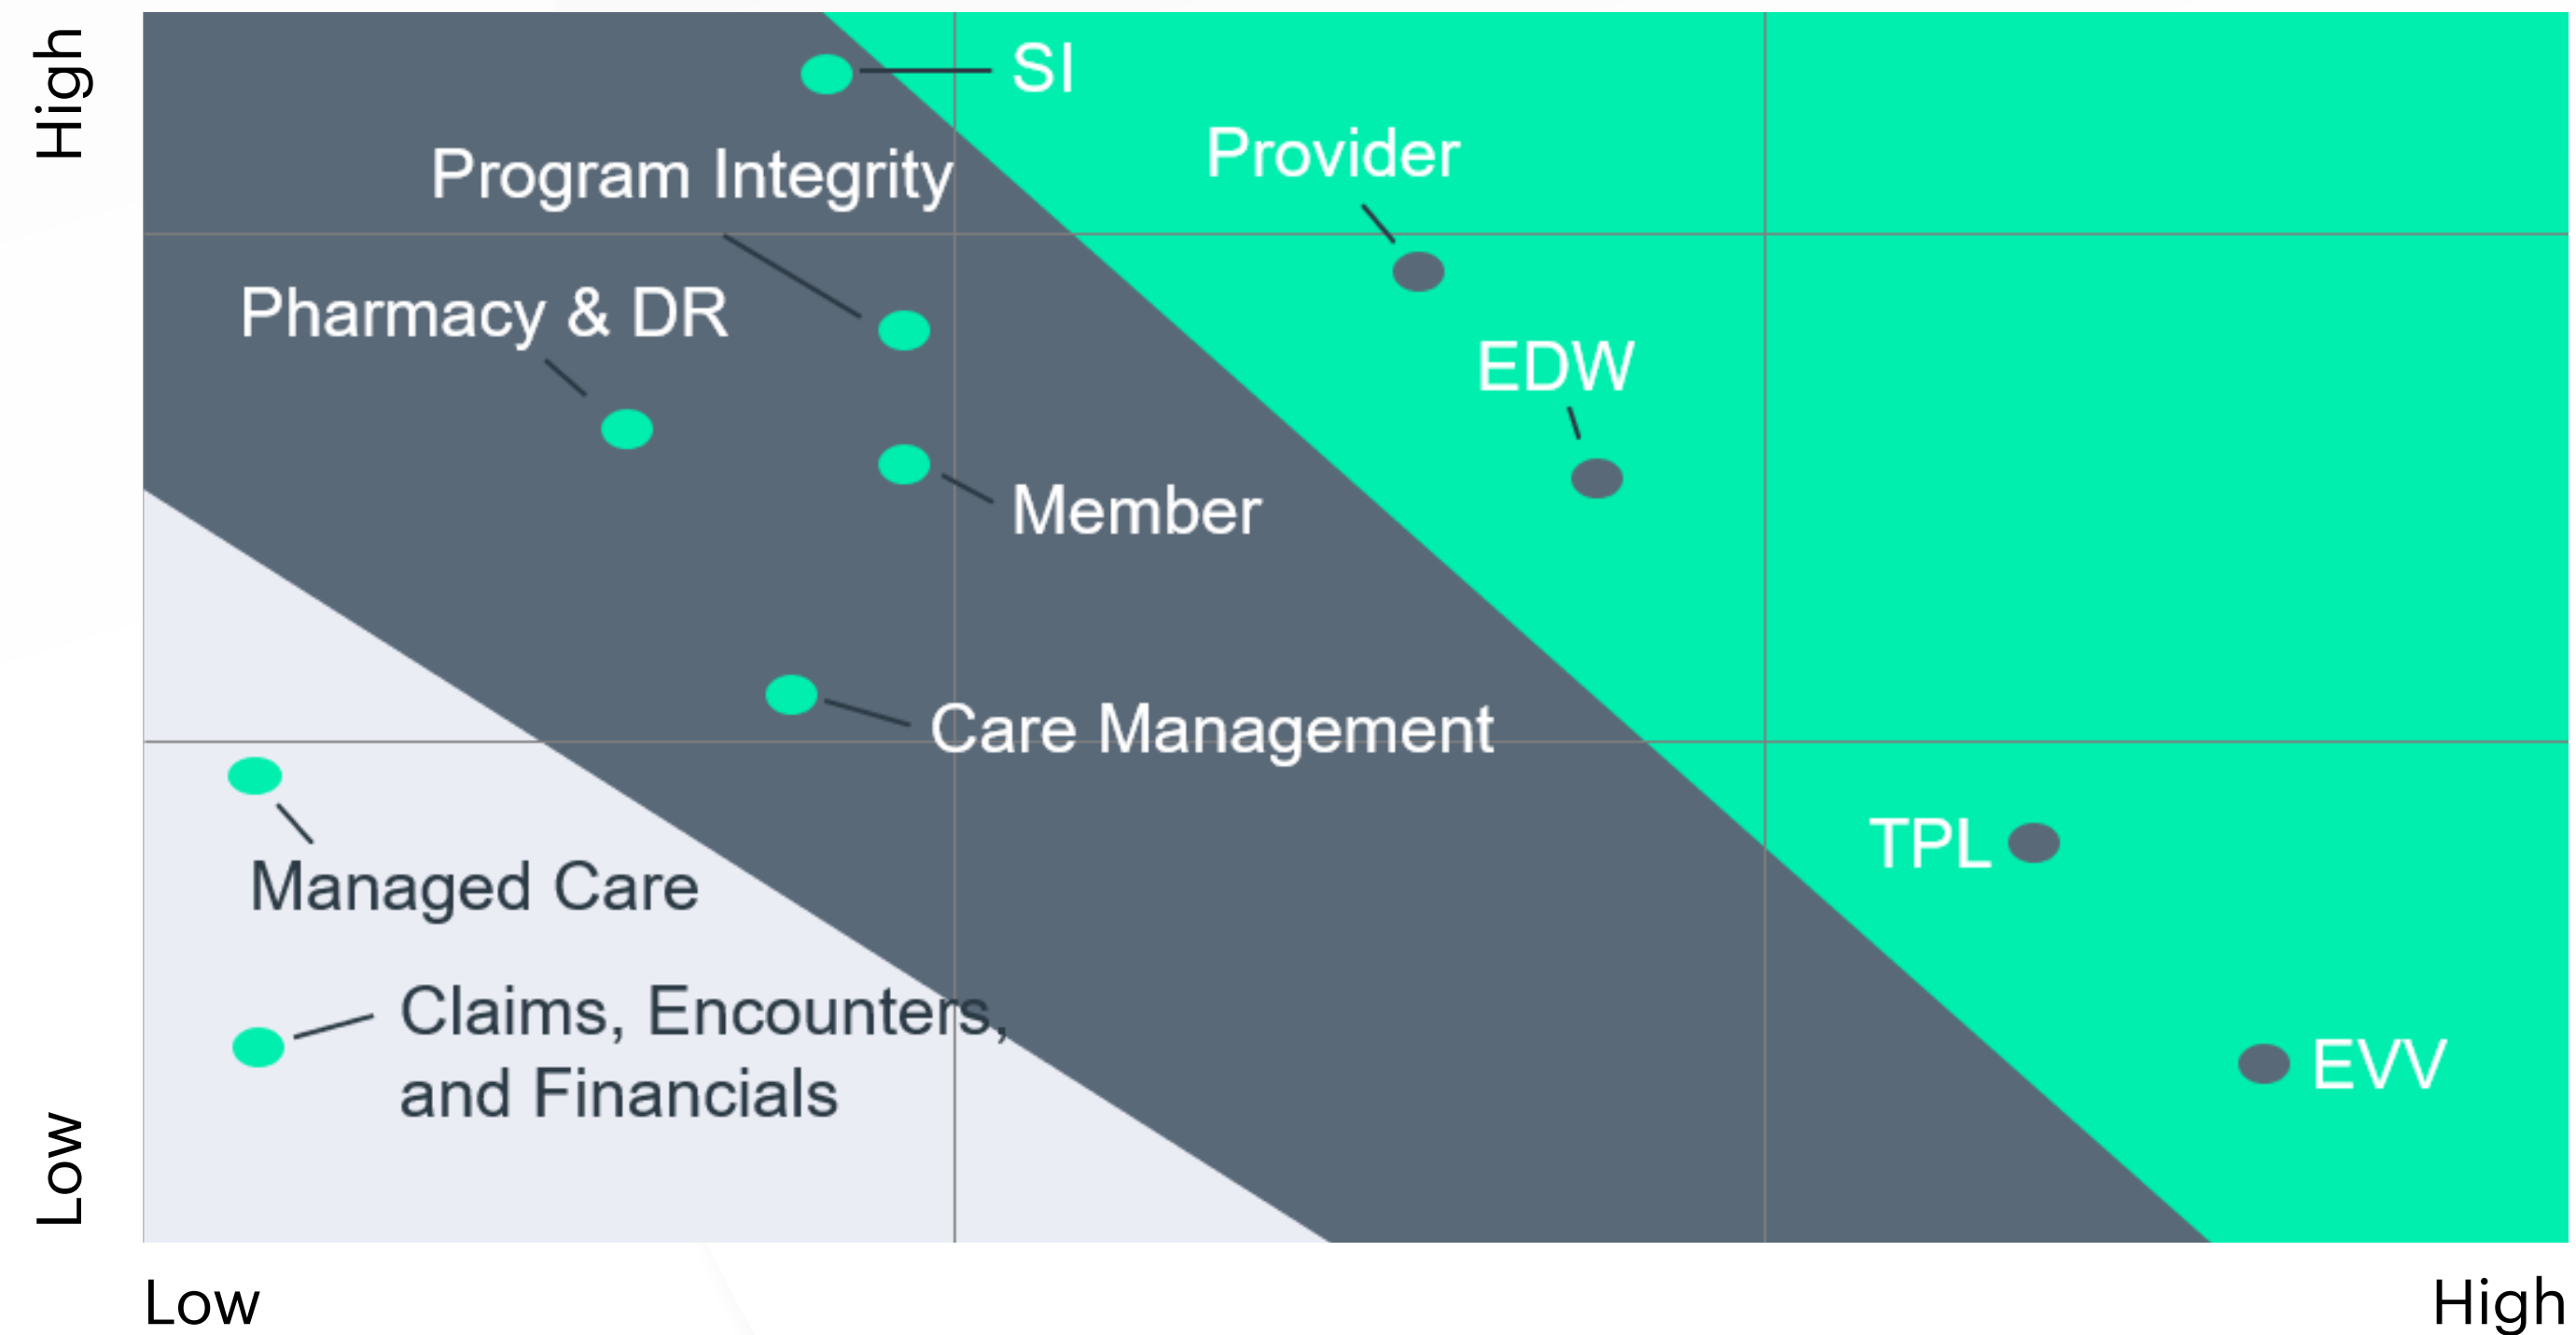 High
SI
Provider
Program Integrity
Pharmacy & DR
EDW
Member
Care Management
TPL
Managed Care
Claims, Encounters,
and Financials
EVV
Low
Low
High